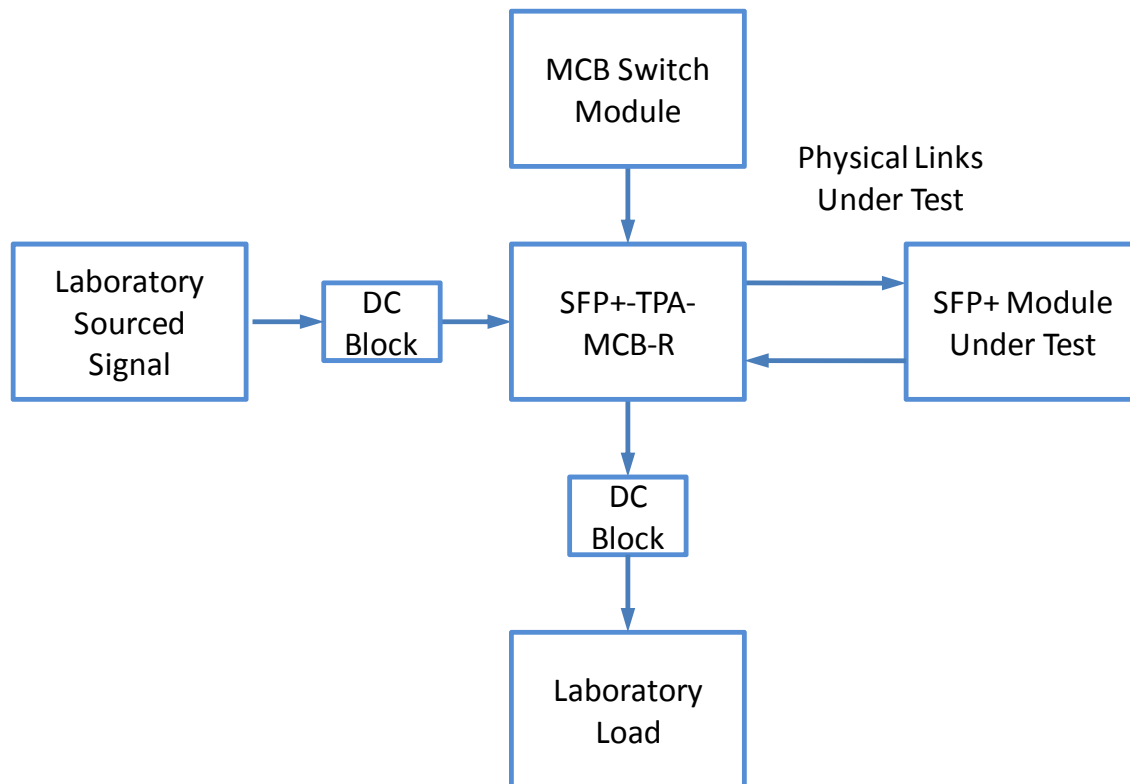 MCB Switch
Module
Physical Links
Under Test
Laboratory
Sourced
Signal
DC
Block
SFP+-TPA-
MCB-R
SFP+ Module
Under Test
DC
Block
Laboratory
Load